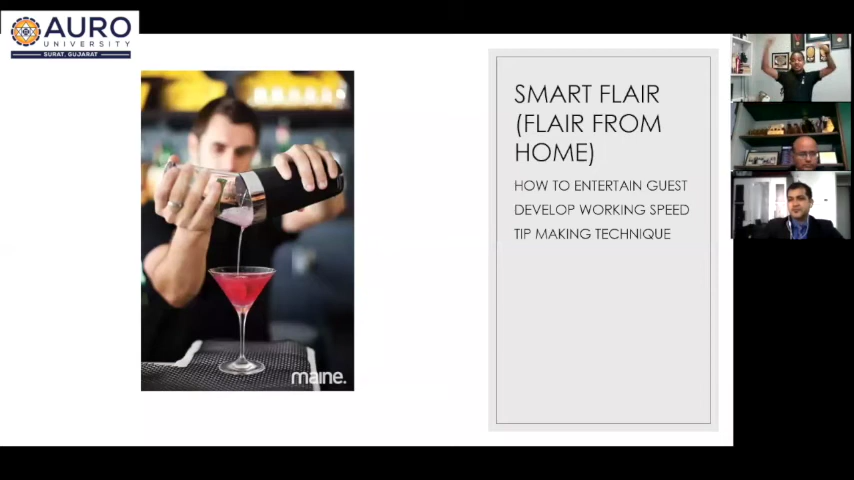 AURO
UNIVERSITY
SURAT, GUJARAT
SMART FLAIR
(FLAIR FROM
HOME)
HOW TO ENTERTAIN GUEST
DEVELOP WORKING SPEED
TIP MAKING TECHNIQUE
maine.